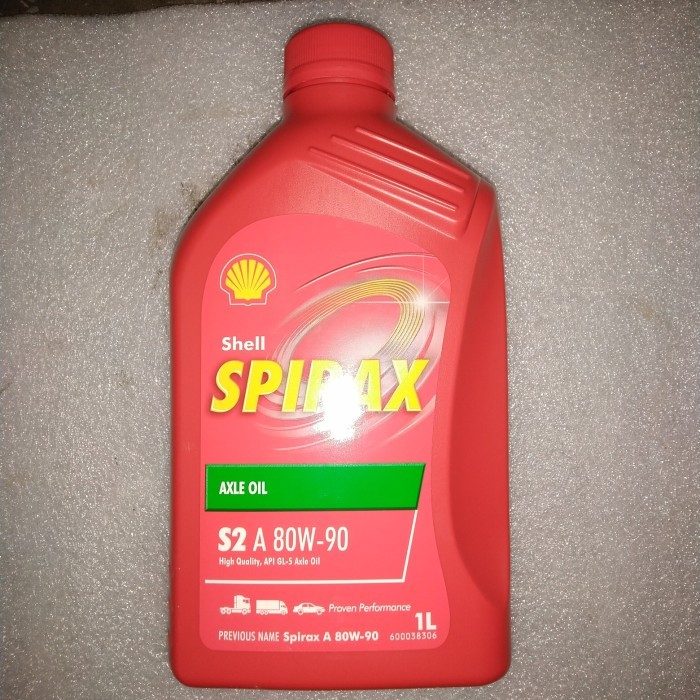 Shell
SPIRAX
AXLE OIL
S2 A 80W-90
High Quality, API GL-5 Axle Oil
Proven Performance
1L
PREVIOUS NAME Spirax A 80W-90 600038306